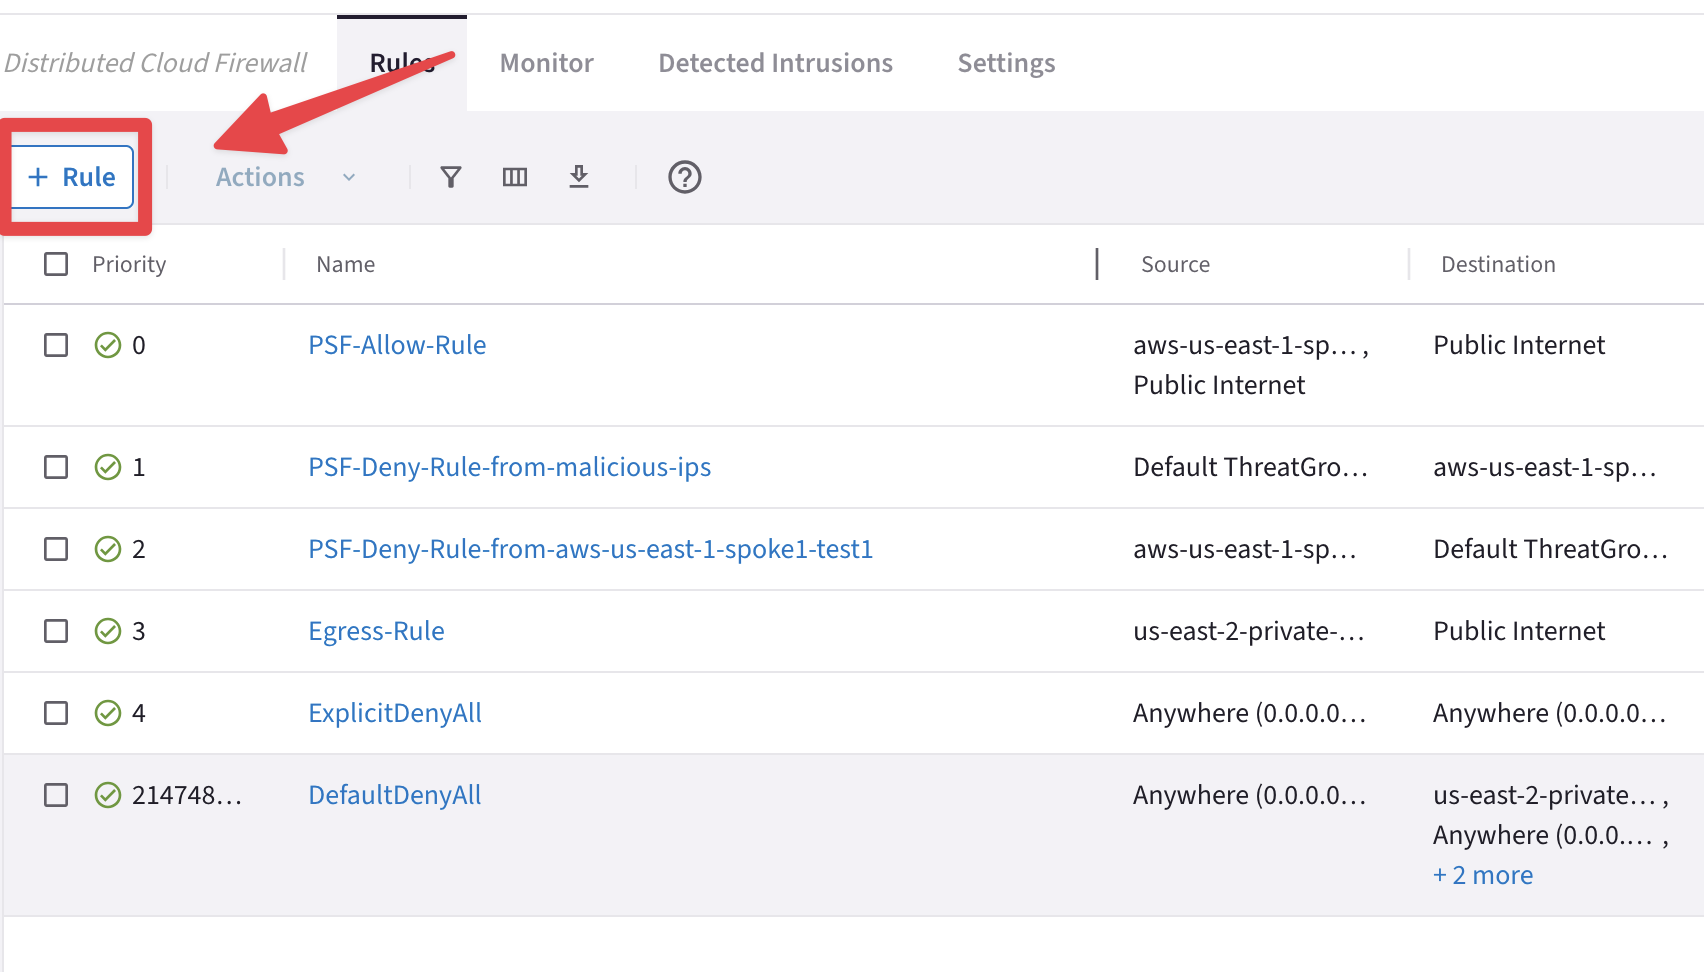 Distributed Cloud Firewall Rules Monitor Detected Intrusions Settings
+ Rule Actions
Priority Name Source Destination
0 PSF-Allow-Rule aws-us-east-1-sp... , Public Internet
Public Internet
1 PSF-Deny-Rule-from-malicious-ips Default ThreatGro... aws-us-east-1-sp...
2 PSF-Deny-Rule-from-aws-us-east-1-spoke1-test1 aws-us-east-1-sp... Default ThreatGro...
3 Egress-Rule us-east-2-private-... Public Internet
4 ExplicitDenyAll Anywhere (0.0.0.0... Anywhere (0.0.0.0...
214748... DefaultDenyAll Anywhere (0.0.0.0... us-east-2-private... ,
Anywhere (0.0.0.... ,
+ 2 more